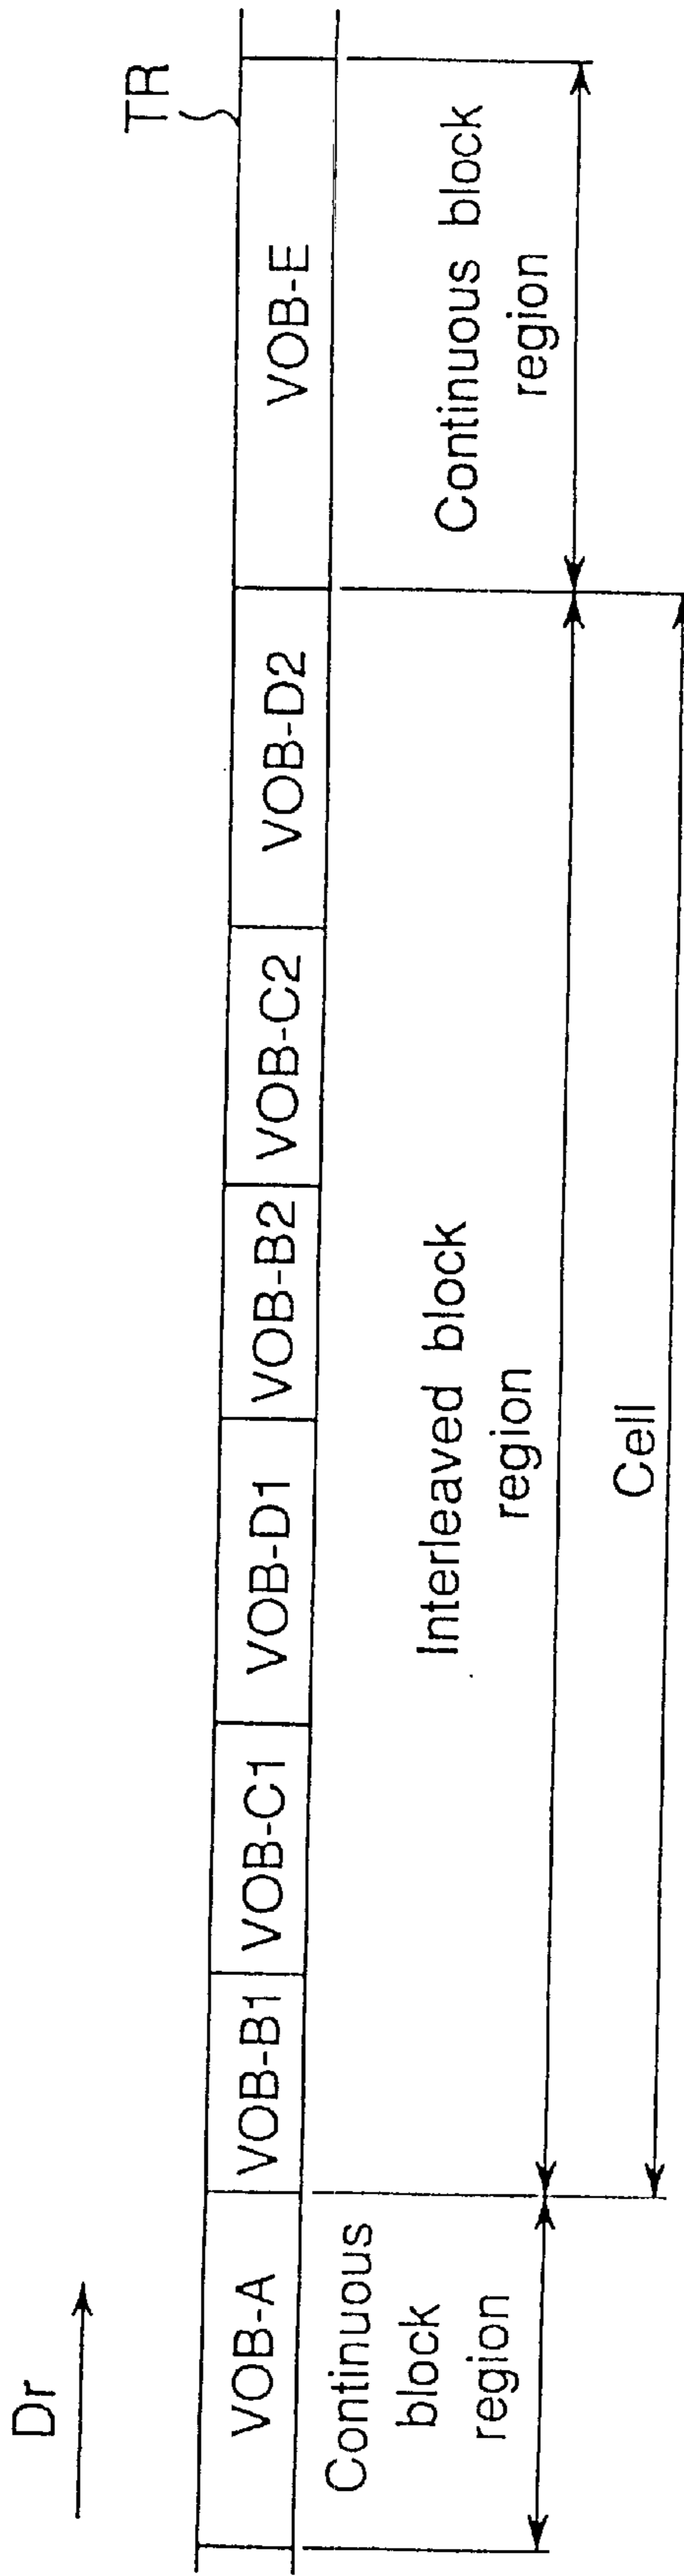 Dr
TR
VOB-A
VOB-B1
VOB-C1
VOB-D1
VOB-B2
VOB-C2
VOB-D2
VOB-E
Continuous
block
region
Interleaved block
region
Continuous block
region
Cell